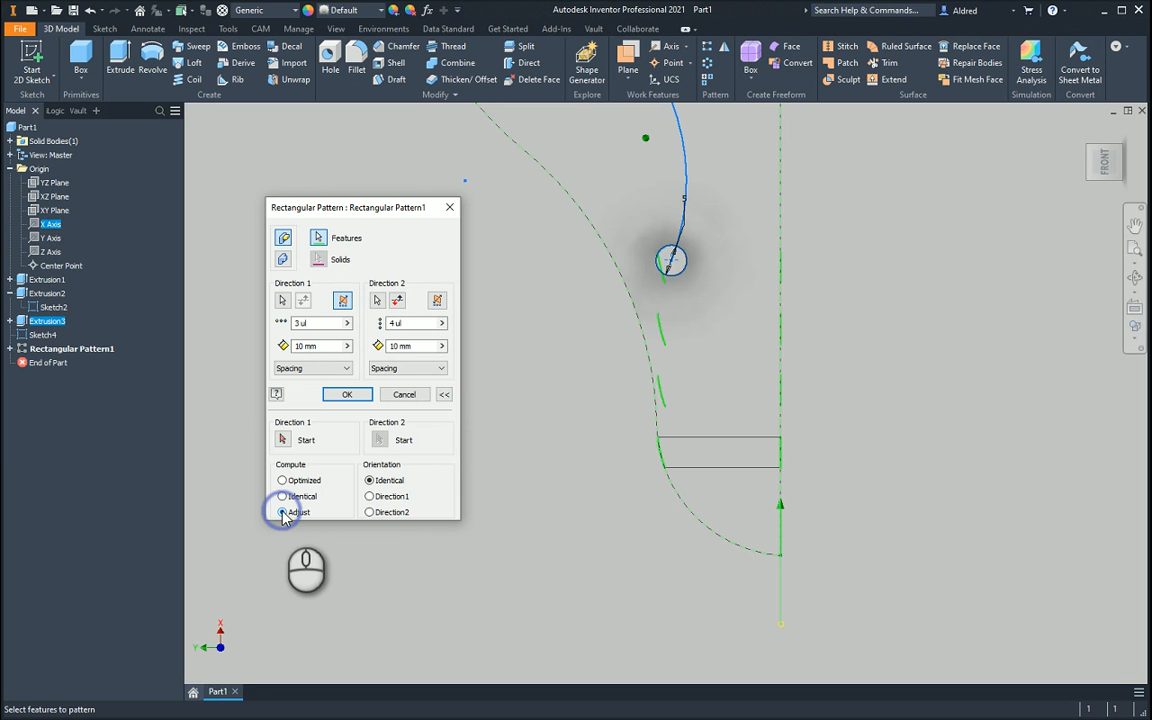 Generic
Default
fx
Autodesk Inventor Professional 2021 Part1
Search Help & Commands...
Aldred
File 3D Model Sketch Annotate Inspect Tools View Manage View Environments Data Standard Get Started Add-Ins Vault Collaborate
Start
2D Sketch
Sketch
Box
Primitives
Extrude
Revolve
Sweep
Loft
Coil
Emboss
Derive
Rib
Decal
Import
Unwrap
Create
Hole
Fillet
Chamfer
Shell
Draft
Thread
Combine
Thicken/ Offset
Split
Direct
Delete Face
Modify
Shape
Generator
Explore
Plane
Axis
Point
UCS
Work Features
Pattern
Box
Face
Convert
Create Freeform
Stitch
Patch
Sculpt
Ruled Surface
Trim
Extend
Replace Face
Repair Bodies
Fit Mesh Face
Surface
Stress
Analysis
Simulation
Convert to
Sheet Metal
Convert
Model
iLogic
Vault
Part1
Solid Bodies(1)
View: Master
Origin
YZ Plane
XZ Plane
XY Plane
X Axis
Y Axis
Z Axis
Center Point
Extrusion1
Extrusion2
Sketch2
Extrusion3
Sketch4
Rectangular Pattern1
End of Part
Rectangular Pattern : Rectangular Pattern1
Features
Solids
Direction 1
Direction 2
3 ul
4 ul
10 mm
10 mm
Spacing
Spacing
OK
Cancel
<<
Direction 1
Direction 2
Start
Start
Compute
Orientation
Optimized
Identical
Identical
Direction1
Adjust
Direction2
FRONT
X
Y
Part1
Select features to pattern
1 1